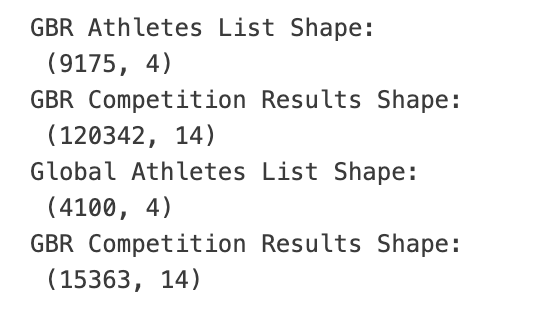 GBR Athletes List Shape:
(9175, 4)
GBR Competition Results Shape:
(120342, 14)
Global Athletes List Shape:
(4100, 4)
GBR Competition Results Shape:
(15363, 14)